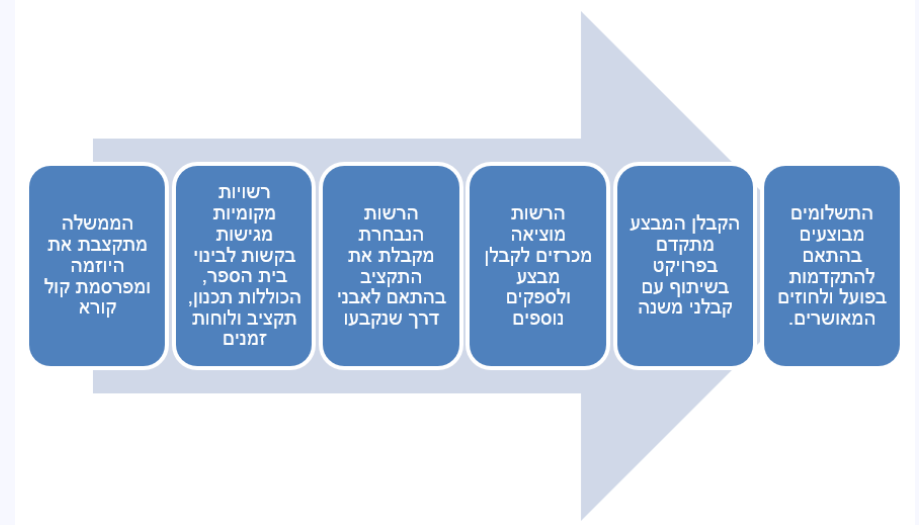 הממשלה
מתקצבת את
היוזמה
ומפרסמת קול
קורא
רשויות
מקומיות
מגישות
בקשות לבינוי
בית הספר,
הכוללות תכנון,
תקציב ולוחות
זמנים
הרשות
הנבחרת
מקבלת את
התקציב
בהתאם לאבני
דרך שנקבעו
הרשות
מוציאה
מכרזים לקבלן
מבצע
ולספקים
נוספים
הקבלן המבצע
מתקדם
בפרויקט
בשיתוף עם
קבלני משנה
התשלומים
מבוצעים
בהתאם
להתקדמות
בפועל ולחוזים
המאושרים.